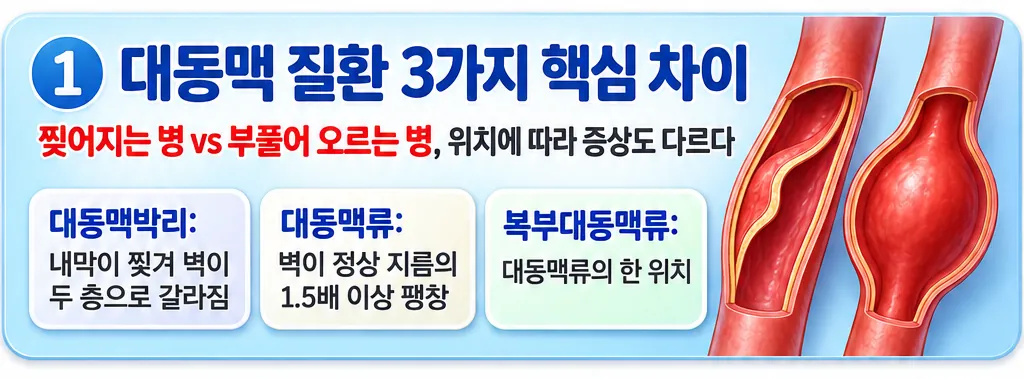 1 대동맥 질환 3가지 핵심 차이
찢어지는 병 vs 부풀어 오르는 병, 위치에 따라 증상도 다르다
대동맥박리:
내막이 찢겨 벽이
두 층으로 갈라짐
대동맥류:
벽이 정상 지름의
1.5배 이상 팽창
복부대동맥류:
대동맥류의 한 위치